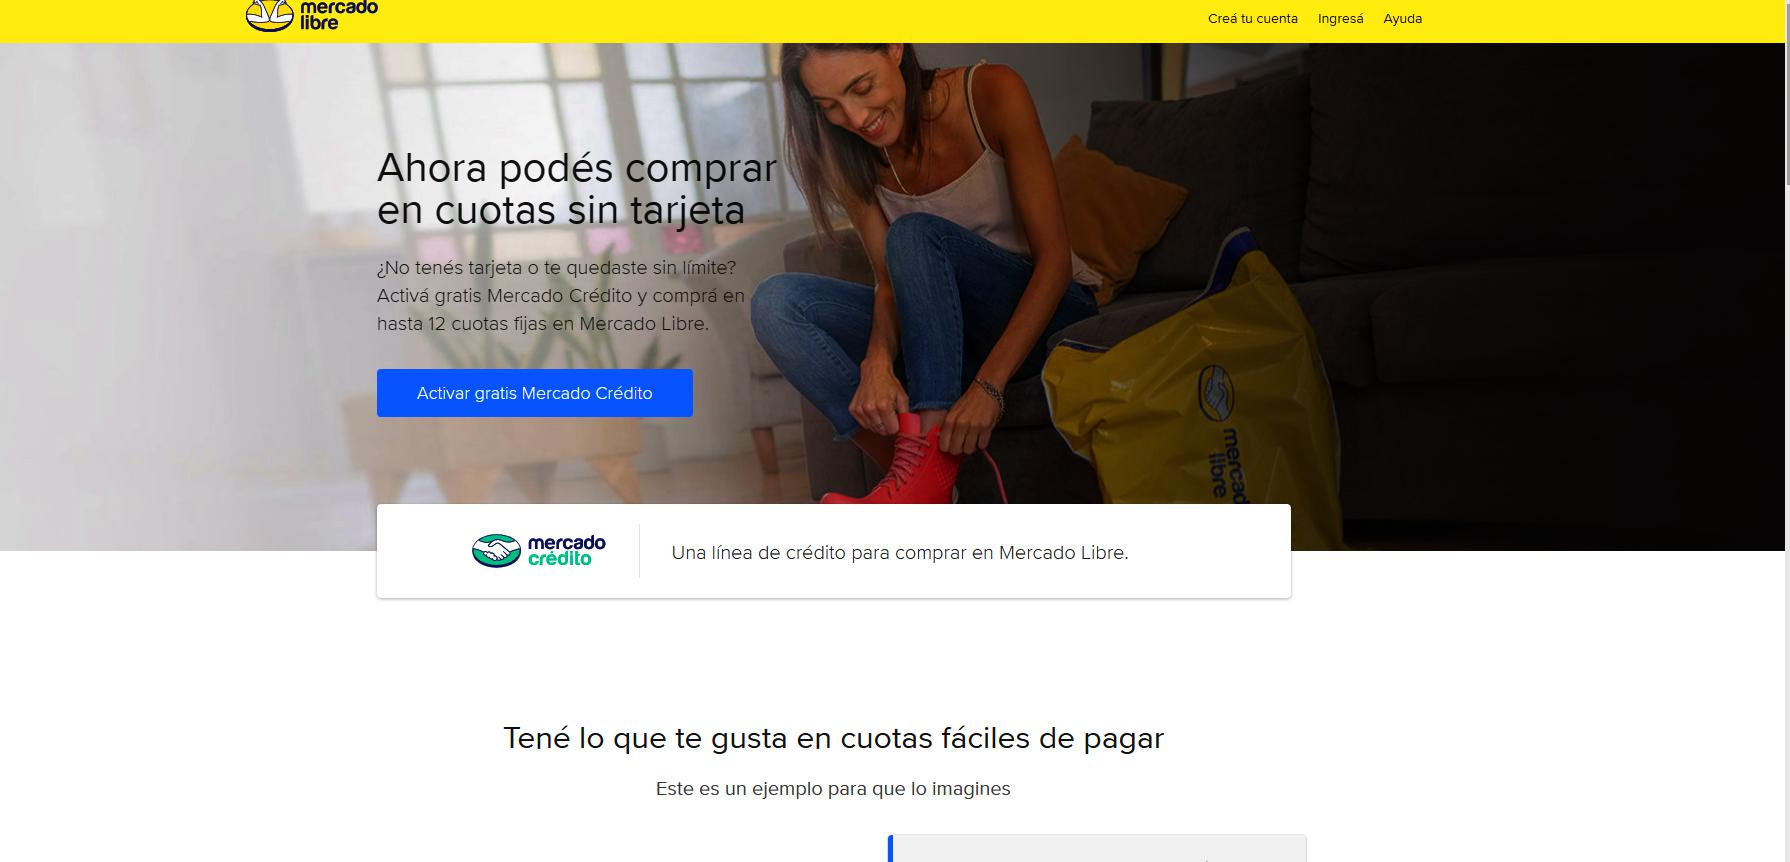 mercado
libre
Creá tu cuenta Ingresá Ayuda
Ahora podés comprar
en cuotas sin tarjeta
¿No tenés tarjeta o te quedaste sin límite?
Activá gratis Mercado Crédito y comprá en
hasta 12 cuotas fijas en Mercado Libre.
Activar gratis Mercado Crédito
mercado
libre
mercado
crédito
Una línea de crédito para comprar en Mercado Libre.
Tené lo que te gusta en cuotas fáciles de pagar
Este es un ejemplo para que lo imagines